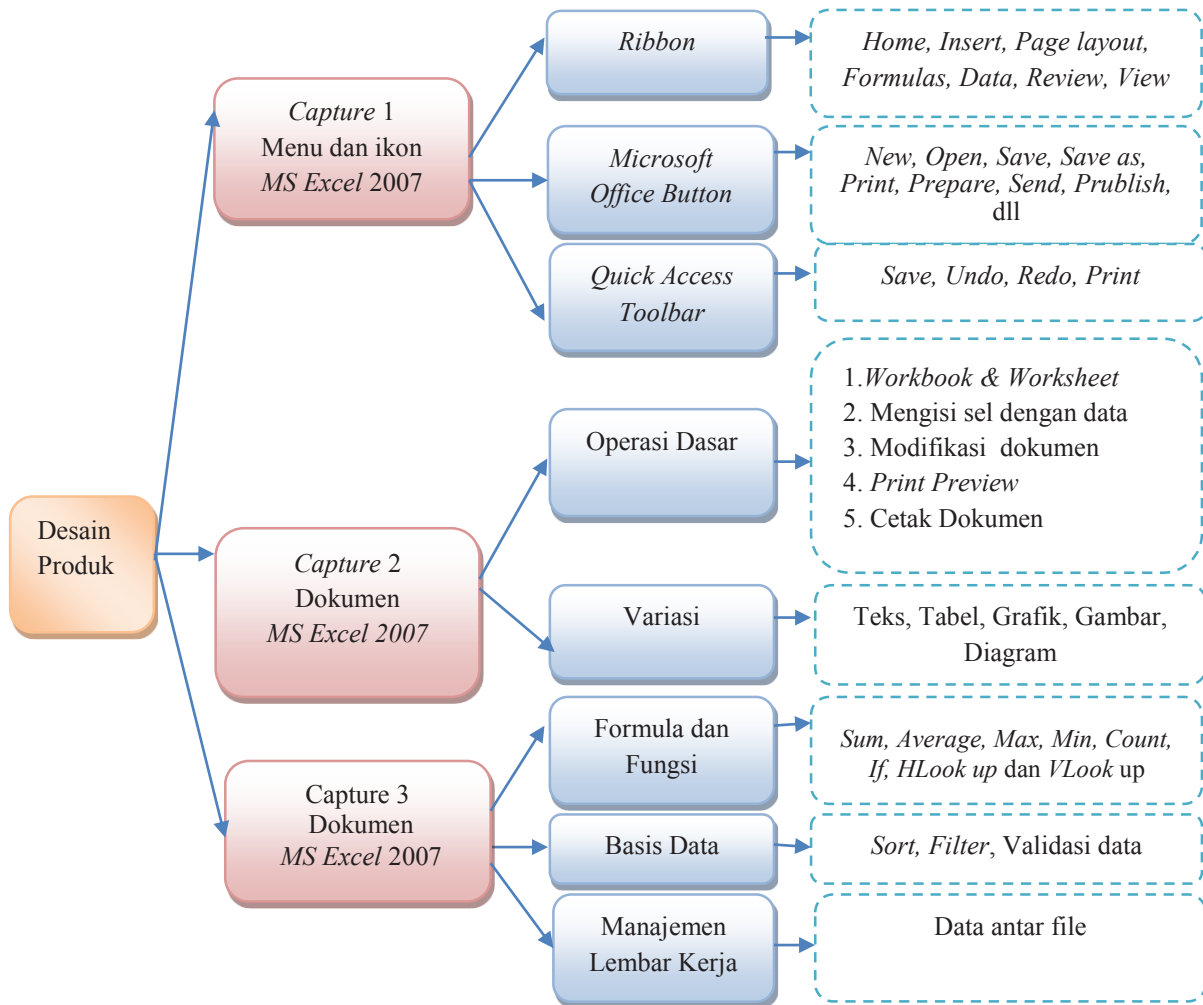 Desain
Produk
Capture 1
Menu dan ikon
MS Excel 2007
Ribbon
Home, Insert, Page layout,
Formulas, Data, Review, View
Microsoft
Office Button
New, Open, Save, Save as,
Print, Prepare, Send, Prublish,
dll
Quick Access
Toolbar
Save, Undo, Redo, Print
Capture 2
Dokumen
MS Excel 2007
Operasi Dasar
1.Workbook & Worksheet
2. Mengisi sel dengan data
3. Modifikasi dokumen
4. Print Preview
5. Cetak Dokumen
Variasi
Teks, Tabel, Grafik, Gambar,
Diagram
Capture 3
Dokumen
MS Excel 2007
Formula dan
Fungsi
Sum, Average, Max, Min, Count,
If, HLook up dan VLook up
Basis Data
Sort, Filter, Validasi data
Manajemen
Lembar Kerja
Data antar file